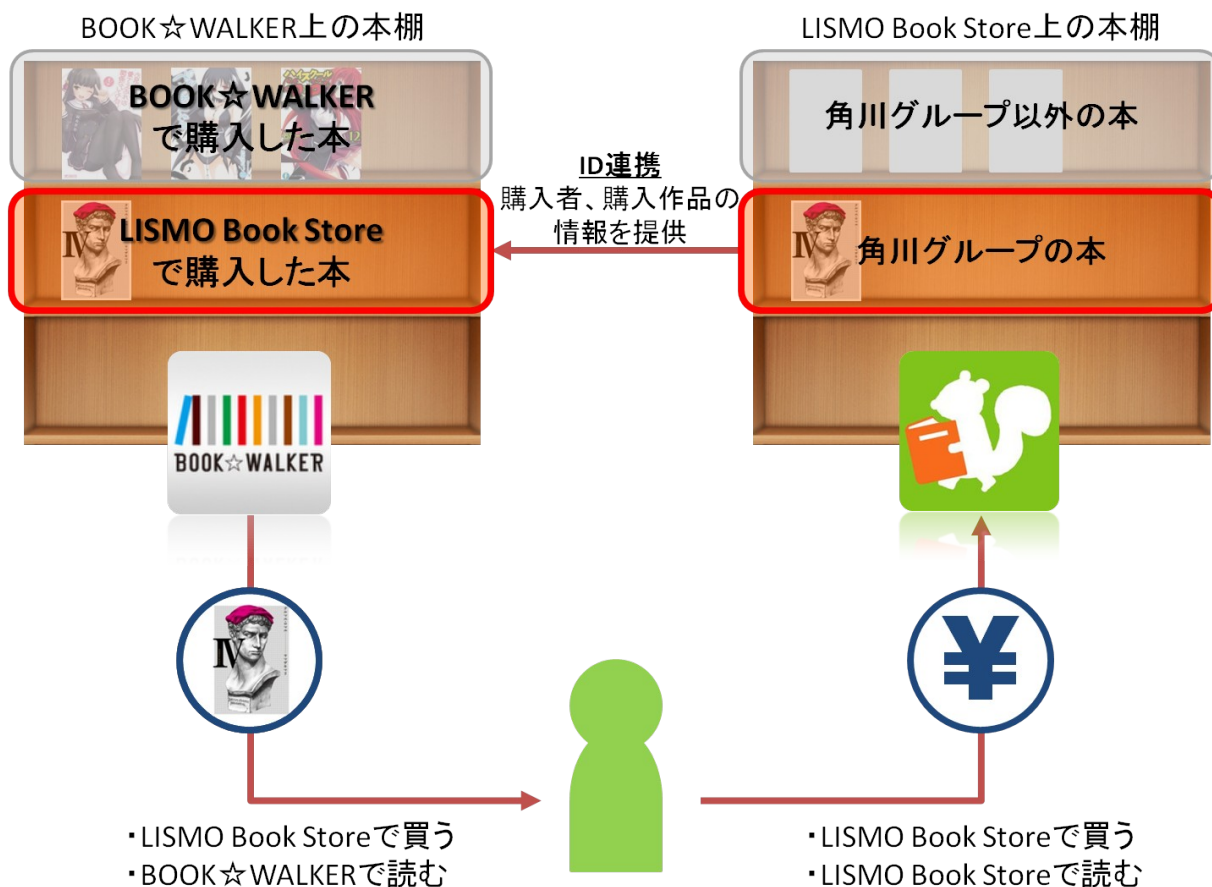 BOOK☆WALKER上の本棚
LISMO Book Store上の本棚
BOOK☆WALKER
で購入した本
角川グループ以外の本
ID連携
購入者、購入作品の
情報を提供
LISMO Book Store
で購入した本
角川グループの本
IV
IV
BOOK☆WALKER
IV
¥
・LISMO Book Storeで買う
・BOOK☆WALKERで読む
・LISMO Book Storeで買う
・LISMO Book Storeで読む